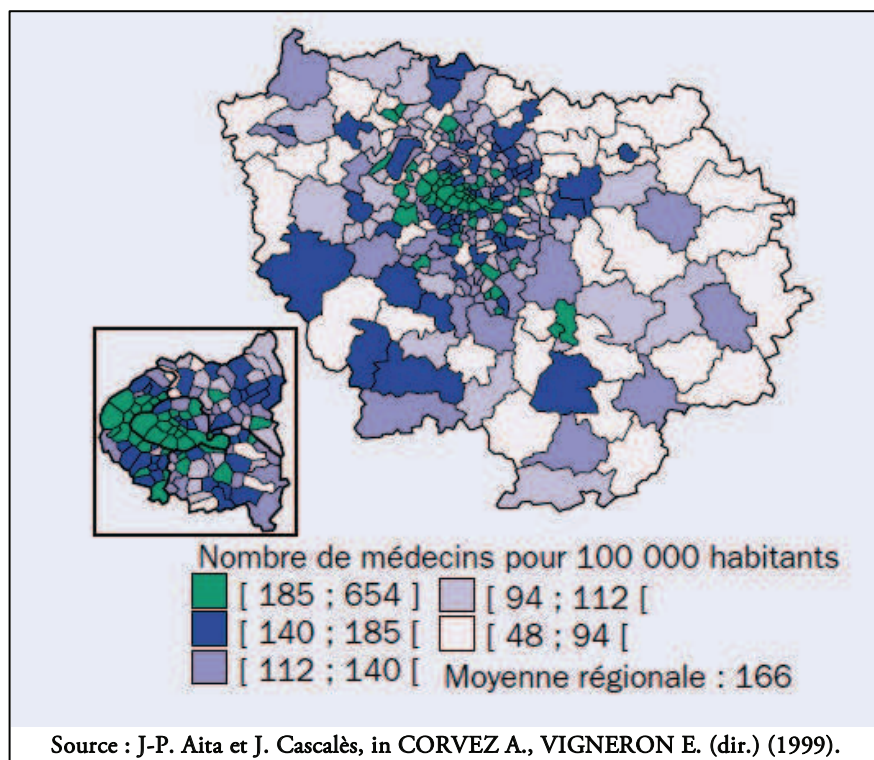 Nombre de médecins pour 100 000 habitants
[ 185 ; 654 ] [ 94 ; 112 [
[ 140 ; 185 [ [ 48 ; 94 [
[ 112 ; 140 [ Moyenne régionale : 166
Source : J-P. Aita et J. Cascalès, in CORVEZ A., VIGNERON E. (dir.) (1999).